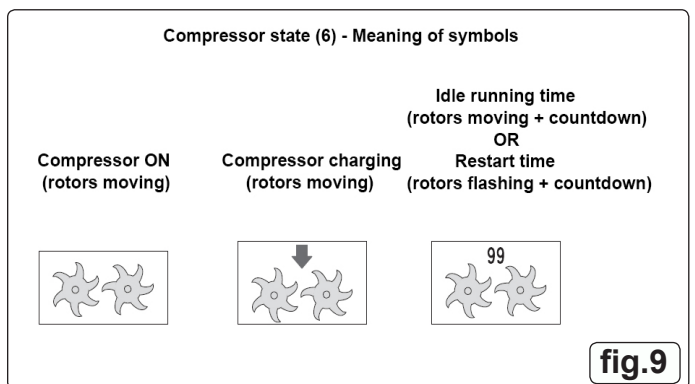 Compressor state (6) - Meaning of symbols
Compressor ON
(rotors moving)
Compressor charging
(rotors moving)
Idle running time
(rotors moving + countdown)
OR
Restart time
(rotors flashing + countdown)
99
fig.9